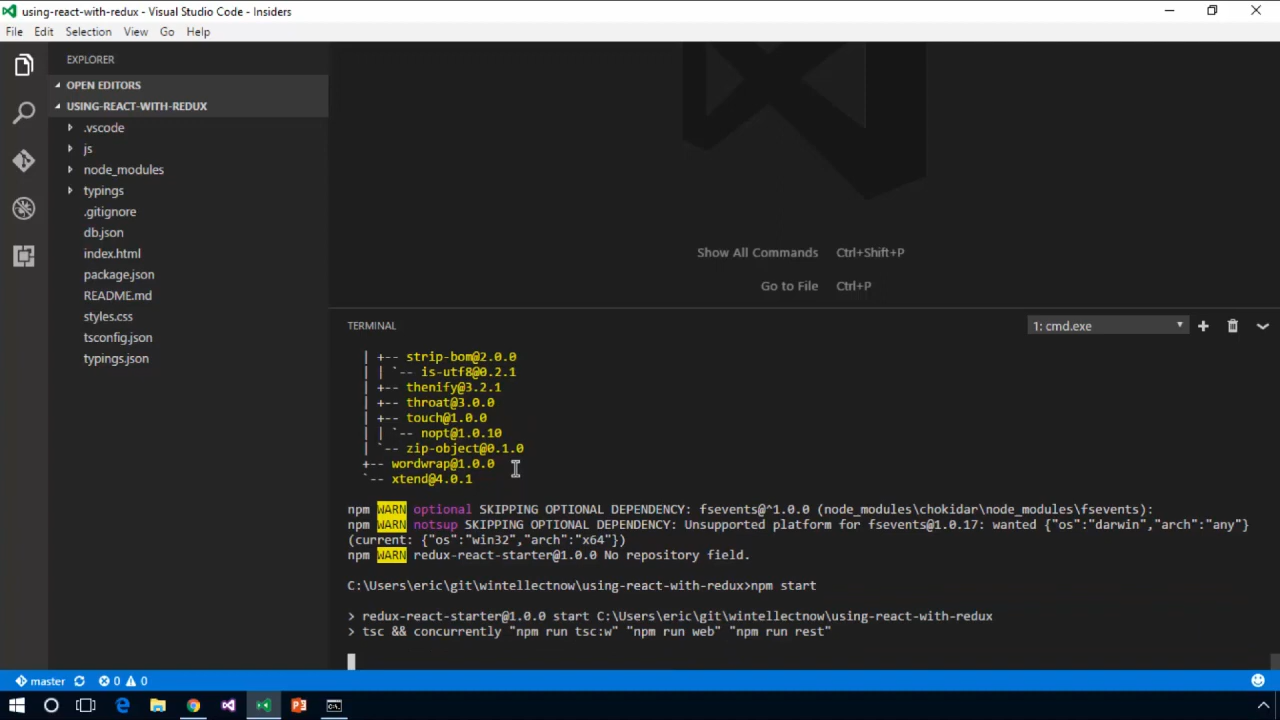 using-react-with-redux - Visual Studio Code - Insiders
File Edit Selection View Go Help
EXPLORER
OPEN EDITORS
USING-REACT-WITH-REDUX
.vscode
js
node_modules
typings
.gitignore
db.json
index.html
package.json
README.md
styles.css
tsconfig.json
typings.json
Show All Commands Ctrl+Shift+P
Go to File Ctrl+P
TERMINAL
1: cmd.exe
| +-- strip-bom@2.0.0
| | `-- is-utf8@0.2.1
| +-- thenify@3.2.1
| +-- throat@3.0.0
| +-- touch@1.0.0
| | `-- nopt@1.0.10
| `-- zip-object@0.1.0
+-- wordwrap@1.0.0
`-- xtend@4.0.1
npm WARN optional SKIPPING OPTIONAL DEPENDENCY: fsevents@^1.0.0 (node_modules\chokidar\node_modules\fsevents):
npm WARN notsup SKIPPING OPTIONAL DEPENDENCY: Unsupported platform for fsevents@1.0.17: wanted {"os":"darwin","arch":"any"}
(current: {"os":"win32","arch":"x64"})
npm WARN redux-react-starter@1.0.0 No repository field.
C:\Users\eric\git\wintellectnow\using-react-with-redux>npm start
> redux-react-starter@1.0.0 start C:\Users\eric\git\wintellectnow\using-react-with-redux
> tsc && concurrently "npm run tsc:w" "npm run web" "npm run rest"
master 0 0